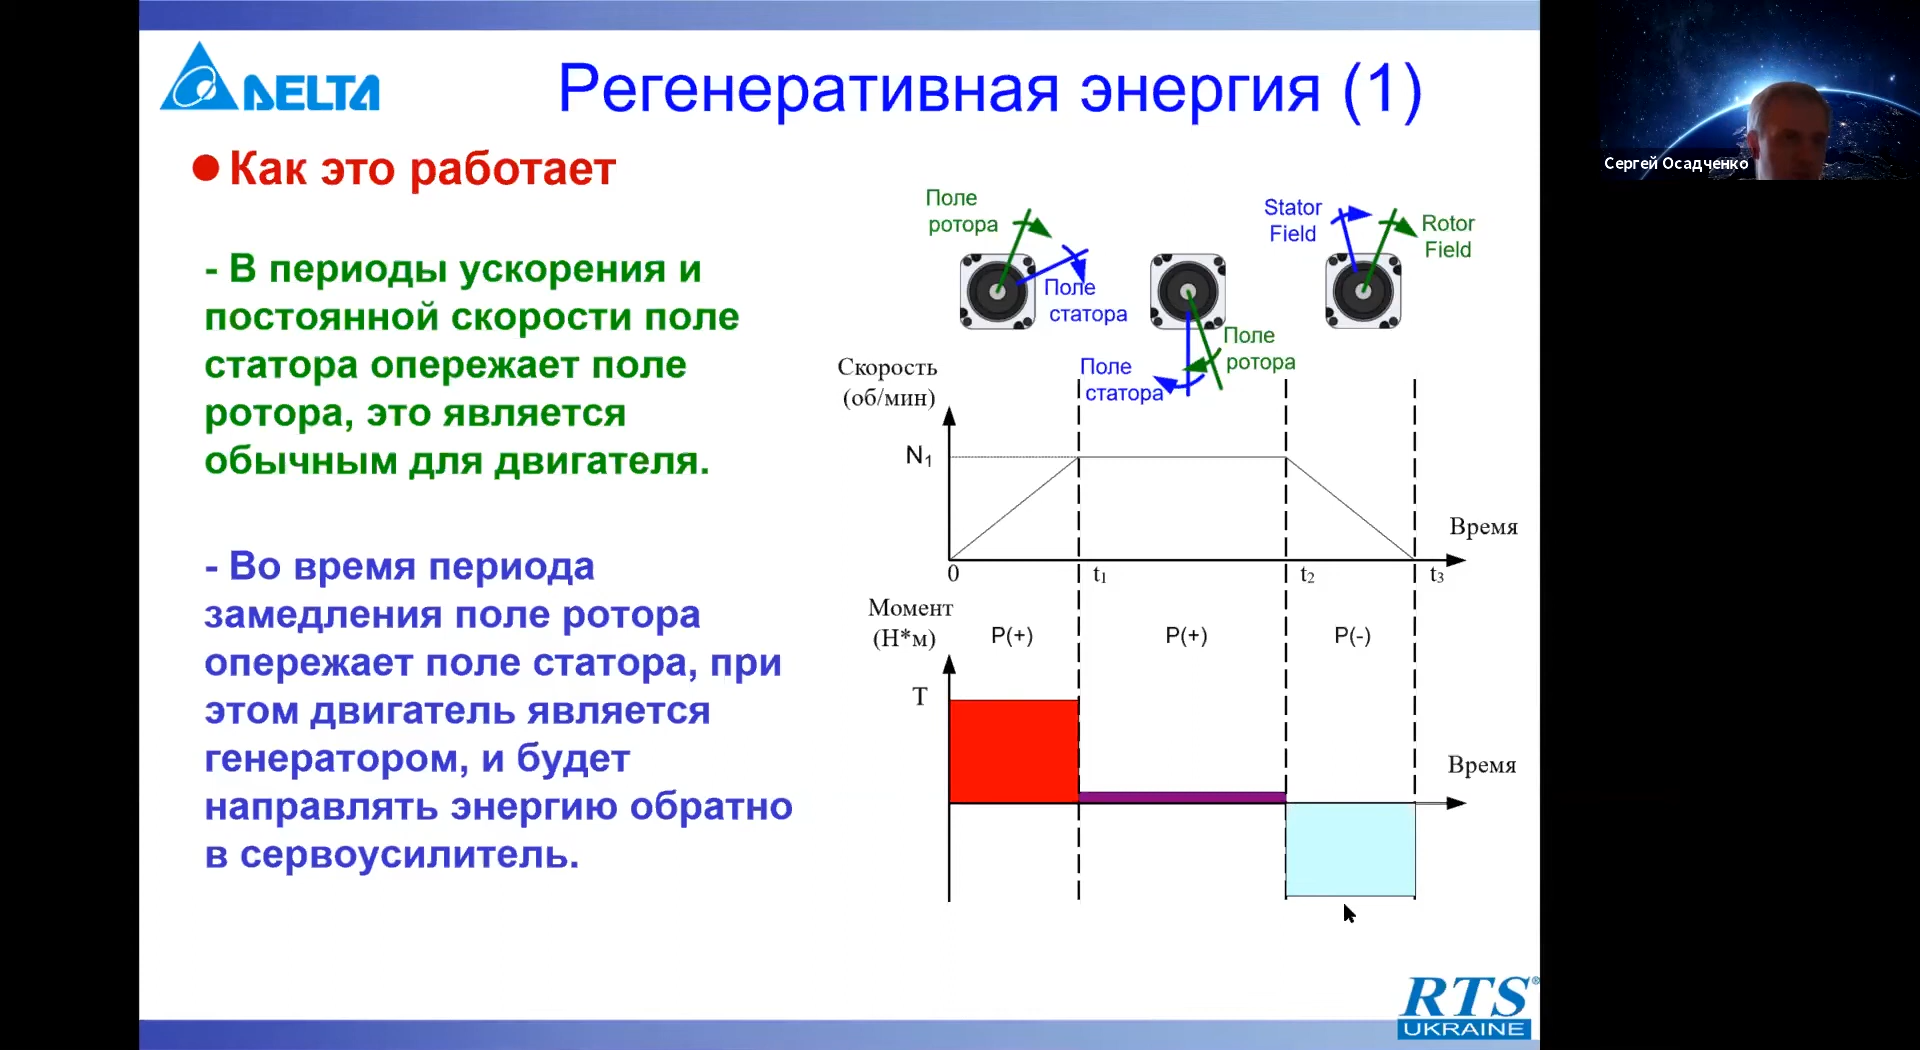 DELTA
Регенеративная энергия (1)
Сергей Осадченко
Как это работает
- В периоды ускорения и
постоянной скорости поле
статора опережает поле
ротора, это является
обычным для двигателя.
- Во время периода
замедления поле ротора
опережает поле статора, при
этом двигатель является
генератором, и будет
направлять энергию обратно
в сервоусилитель.
Поле
ротора
Поле
статора
Поле
ротора
Поле
статора
Stator
Field
Rotor
Field
Скорость
(об/мин)
N1
Время
0
t1
t2
t3
Момент
(Н*м)
P(+)
P(+)
P(-)
T
Время
RTS®
UKRAINE